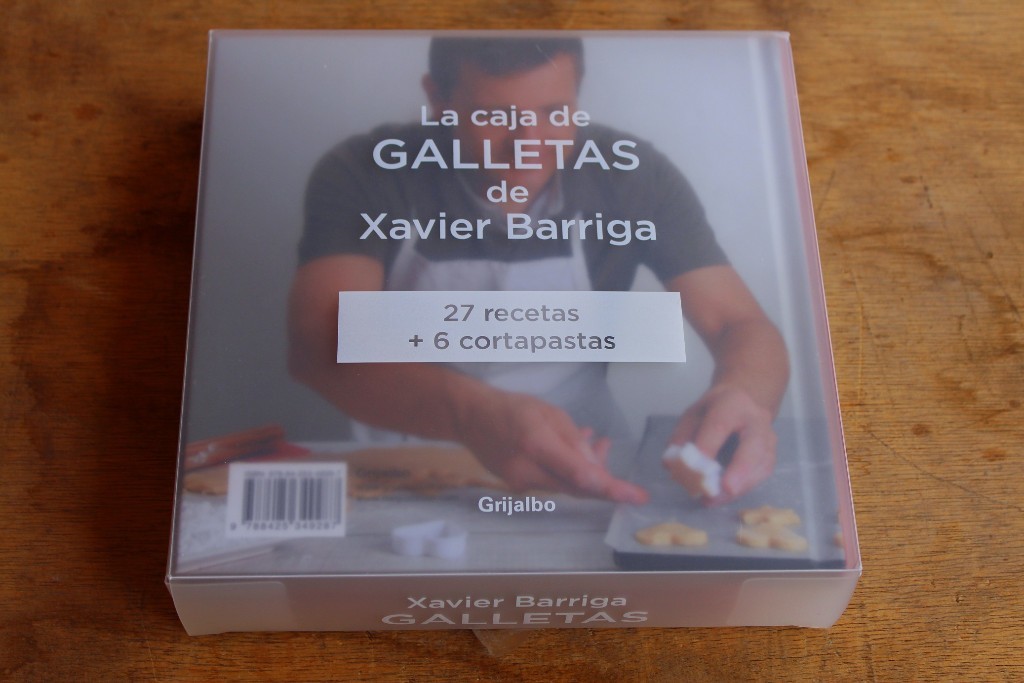 La caja de
GALLETAS
de
Xavier Barriga
27 recetas
+ 6 cortapastas
Grijalbo
Xavier Barriga
GALLETAS